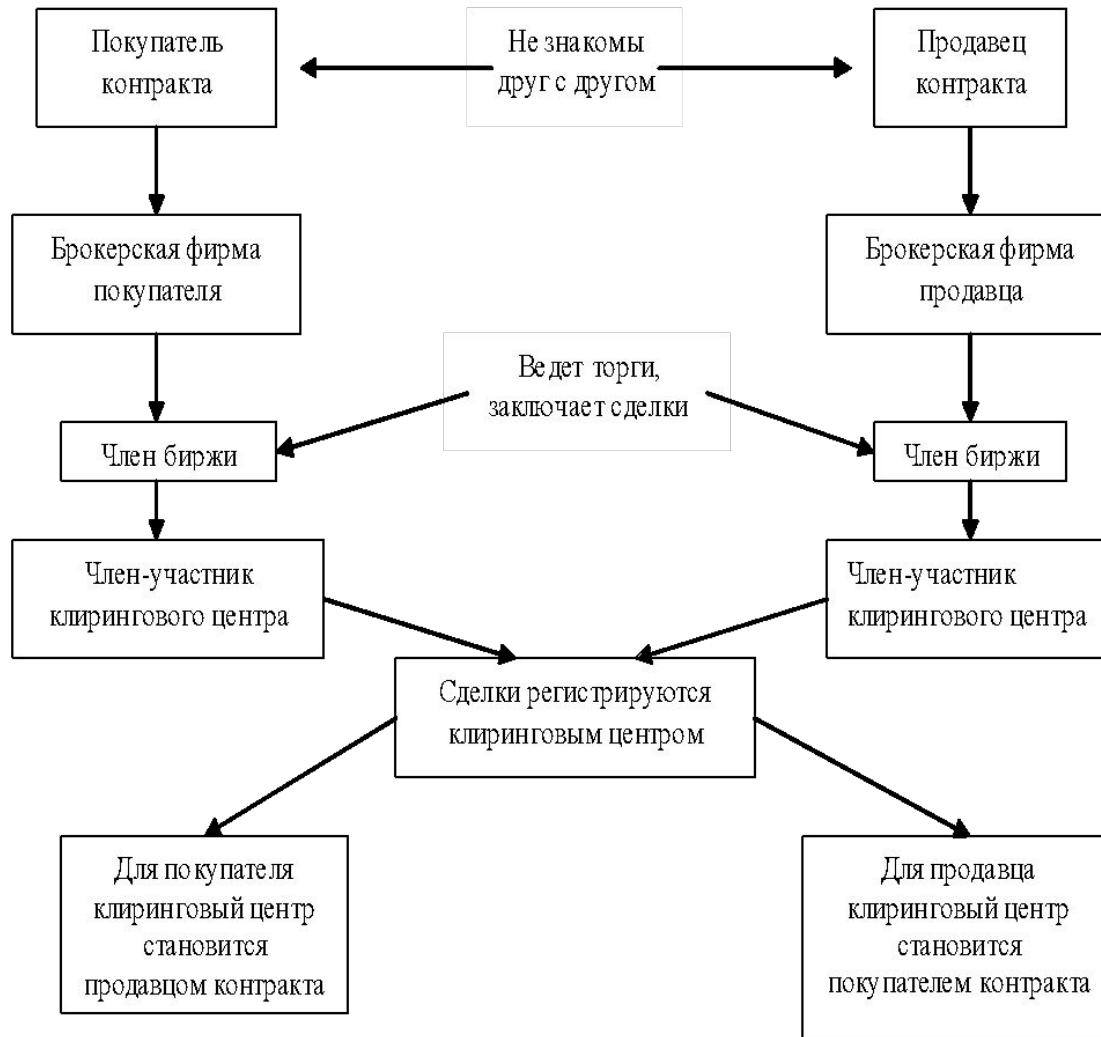 Покупатель
контракта
Не знакомы
друг с другом
Продавец
контракта
Брокерская фирма
покупателя
Брокерская фирма
продавца
Ведет торги,
заключает сделки
Член биржи
Член биржи
Член-участник
клирингового центра
Член-участник
клирингового центра
Сделки регистрируются
клиринговым центром
Для покупателя
клиринговый центр
становится
продавцом контракта
Для продавца
клиринговый центр
становится
покупателем контракта